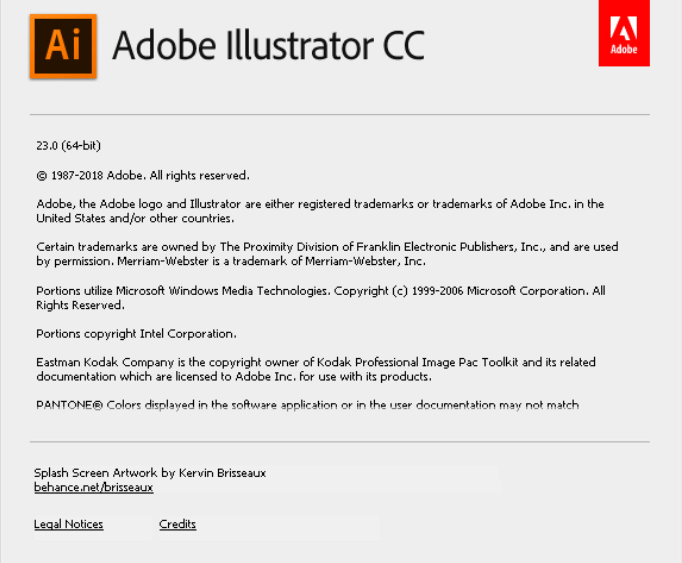 Ai Adobe Illustrator CC
Adobe
23.0 (64-bit)
© 1987-2018 Adobe. All rights reserved.
Adobe, the Adobe logo and Illustrator are either registered trademarks or trademarks of Adobe Inc. in the
United States and/or other countries.
Certain trademarks are owned by The Proximity Division of Franklin Electronic Publishers, Inc., and are used
by permission. Merriam-Webster is a trademark of Merriam-Webster, Inc.
Portions utilize Microsoft Windows Media Technologies. Copyright (c) 1999-2006 Microsoft Corporation. All
Rights Reserved.
Portions copyright Intel Corporation.
Eastman Kodak Company is the copyright owner of Kodak Professional Image Pac Toolkit and its related
documentation which are licensed to Adobe Inc. for use with its products.
PANTONE® Colors displayed in the software application or in the user documentation may not match
Splash Screen Artwork by Kervin Brisseaux
behance.net/brisseaux
Legal Notices Credits